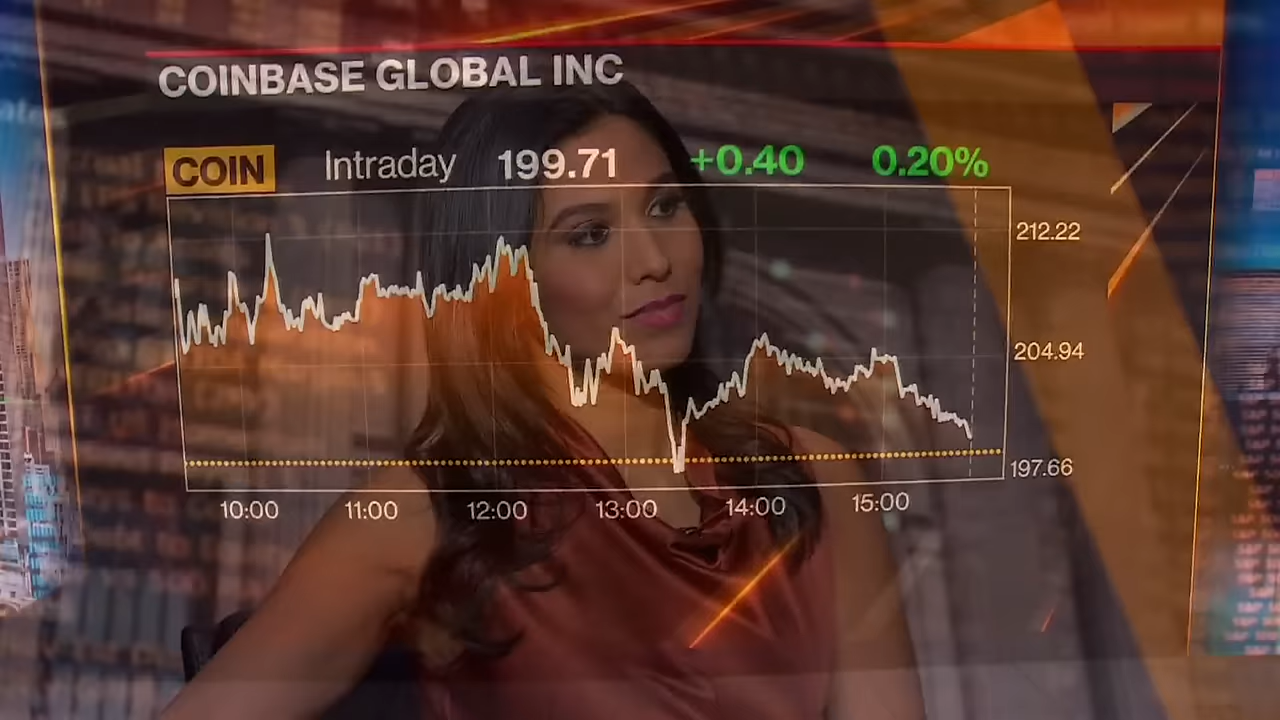 COINBASE GLOBAL INC
COIN Intraday 199.71 +0.40 0.20%
212.22
204.94
197.66
10:00 11:00 12:00 13:00 14:00 15:00